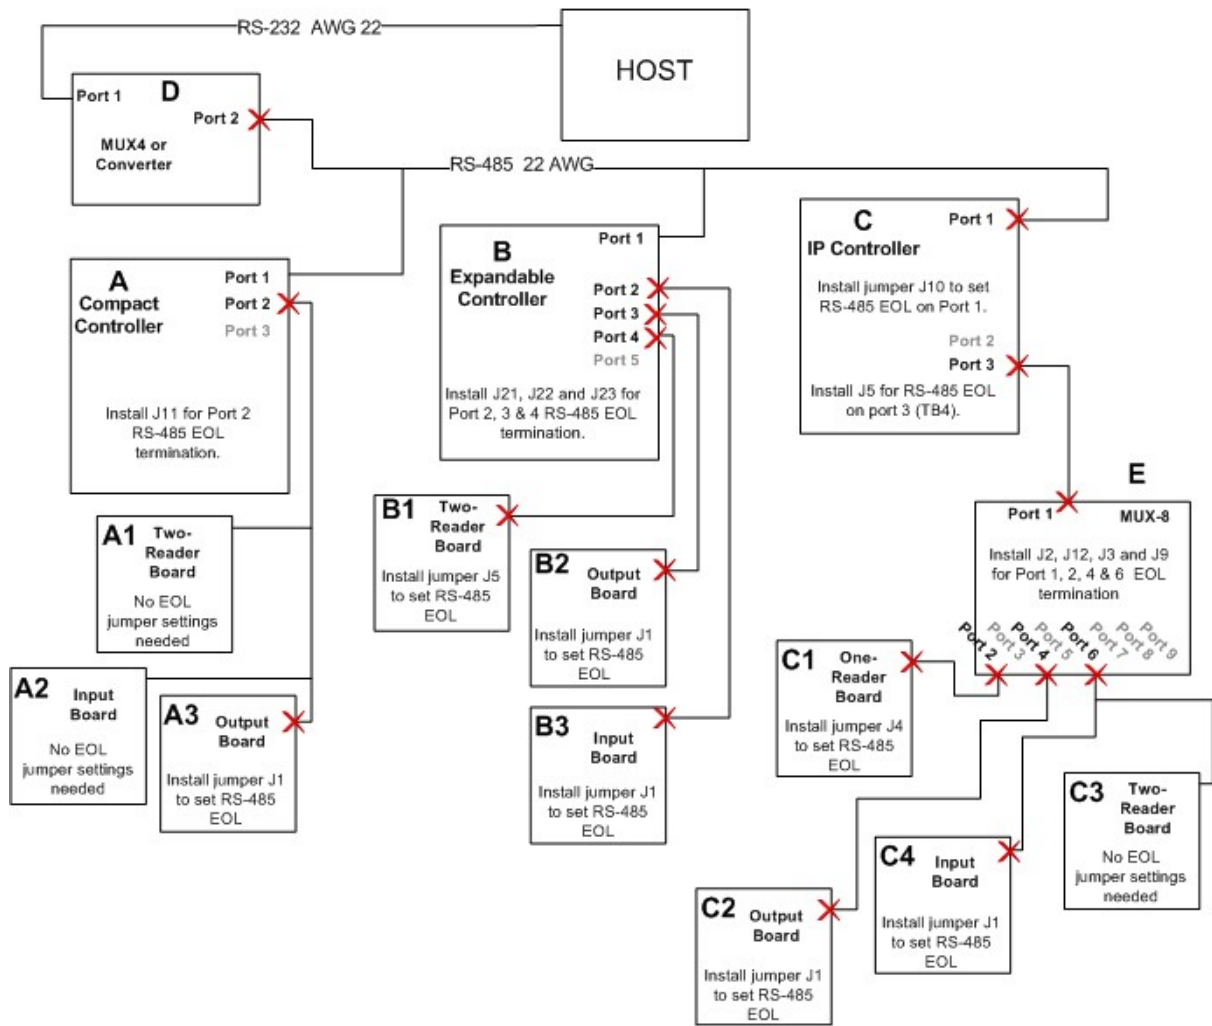 RS-232 AWG 22
HOST
D
Port 1
Port 2
MUX4 or
Converter
RS-485 22 AWG
A
Compact
Controller
Port 1
Port 2
Port 3
Install J11 for Port 2
RS-485 EOL
termination.
B
Expandable
Controller
Port 1
Port 2
Port 3
Port 4
Port 5
Install J21, J22 and J23 for
Port 2, 3 & 4 RS-485 EOL
termination.
C
IP Controller
Port 1
Install jumper J10 to set
RS-485 EOL on Port 1.
Port 2
Port 3
Install J5 for RS-485 EOL
on port 3 (TB4).
E
Port 1
MUX-8
Install J2, J12, J3 and J9
for Port 1, 2, 4 & 6 EOL
termination
Port 2
Port 3
Port 4
Port 5
Port 6
Port 7
Port 8
Port 9
A1
Two-
Reader
Board
No EOL
jumper settings
needed
A2
Input
Board
No EOL
jumper settings
needed
A3
Output
Board
Install jumper J1
to set RS-485
EOL
B1
Two-
Reader
Board
Install jumper J5
to set RS-485
EOL
B2
Output
Board
Install jumper J1
to set RS-485
EOL
B3
Input
Board
Install jumper J1
to set RS-485
EOL
C1
One-
Reader
Board
Install jumper J4
to set RS-485
EOL
C2
Output
Board
Install jumper J1
to set RS-485
EOL
C4
Input
Board
Install jumper J1
to set RS-485
EOL
C3
Two-
Reader
Board
No EOL
jumper settings
needed